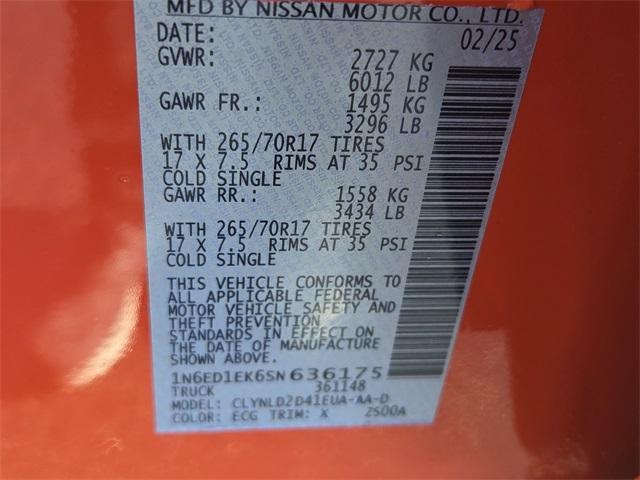 MFD BY NISSAN MOTOR CO., LTD.
DATE: 02/25
GVWR: 2727 KG
6012 LB
GAWR FR.: 1495 KG
3296 LB
WITH 265/70R17 TIRES
17 X 7.5 RIMS AT 35 PSI
COLD SINGLE
GAWR RR.: 1558 KG
3434 LB
WITH 265/70R17 TIRES
17 X 7.5 RIMS AT 35 PSI
COLD SINGLE
THIS VEHICLE CONFORMS TO
ALL APPLICABLE FEDERAL
MOTOR VEHICLE SAFETY AND
THEFT PREVENTION
STANDARDS IN EFFECT ON
THE DATE OF MANUFACTURE
SHOWN ABOVE.
1N6ED1EK6SN636175
TRUCK 361148
MODEL: CLYNLD2D41EUA-AA-D
COLOR: ECG TRIM: X 2500A